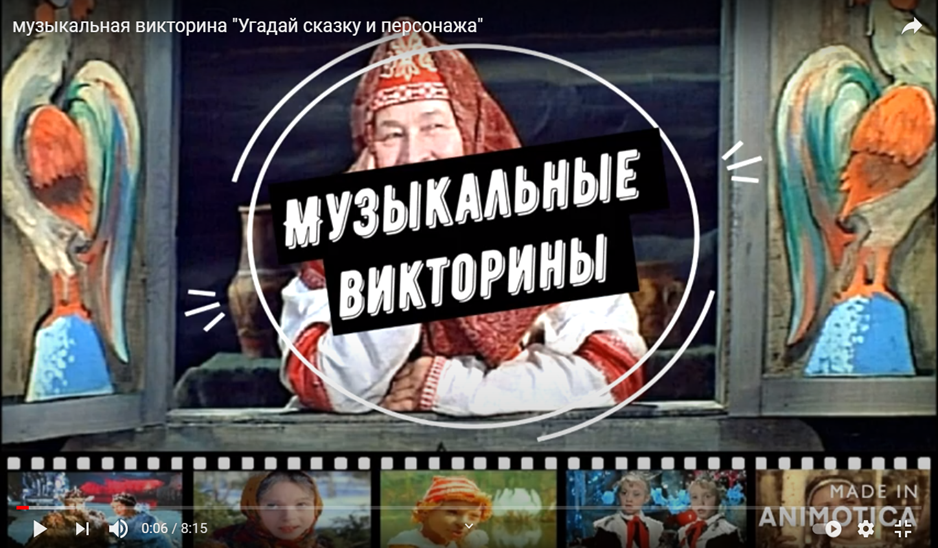 музыкальная викторина "Угадай сказку и персонажа"
МУЗЫКАЛЬНЫЕ
ВИКТОРИНЫ
MADE IN
ANIMOTICA
0:06 / 8:15